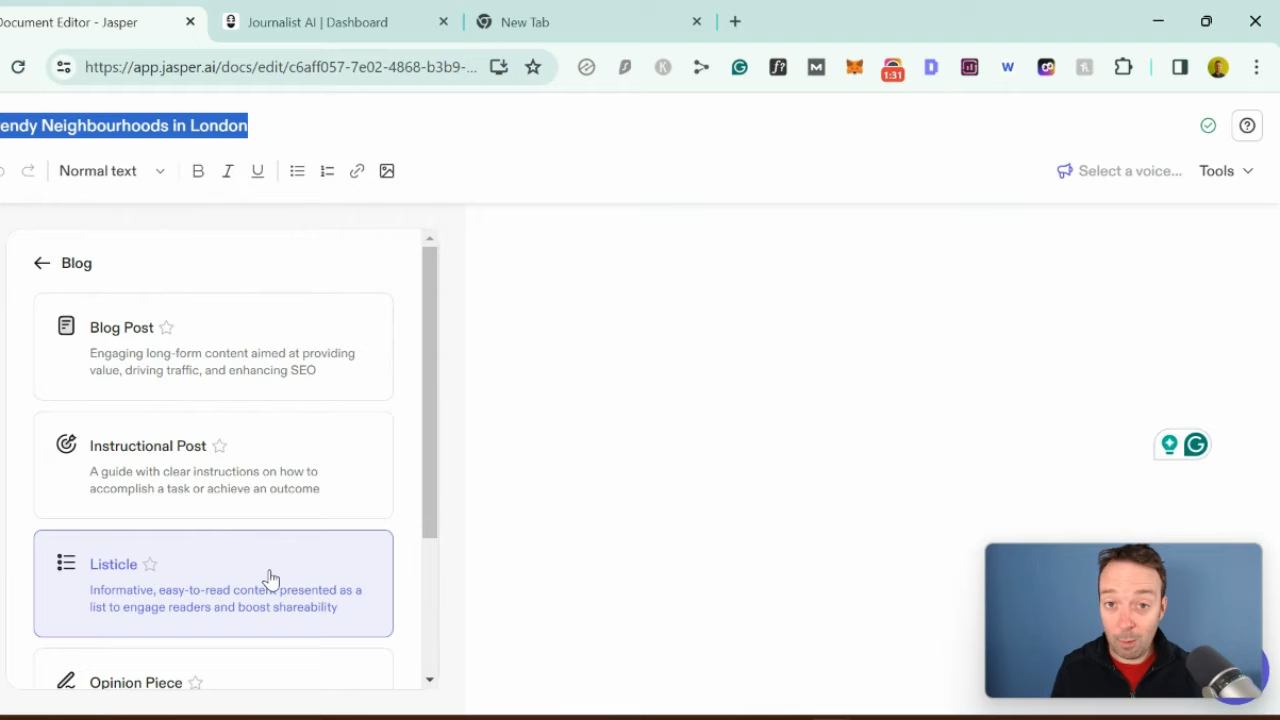 Document Editor - Jasper
Journalist AI | Dashboard
New Tab
https://app.jasper.ai/docs/edit/c6aff057-7e02-4868-b3b9-...
f?
M
1:31
D
W
endy Neighbourhoods in London
Normal text
B I U
Select a voice...
Tools
Blog
Blog Post
Engaging long-form content aimed at providing
value, driving traffic, and enhancing SEO
Instructional Post
A guide with clear instructions on how to
accomplish a task or achieve an outcome
Listicle
Informative, easy-to-read content presented as a
list to engage readers and boost shareability
Opinion Piece